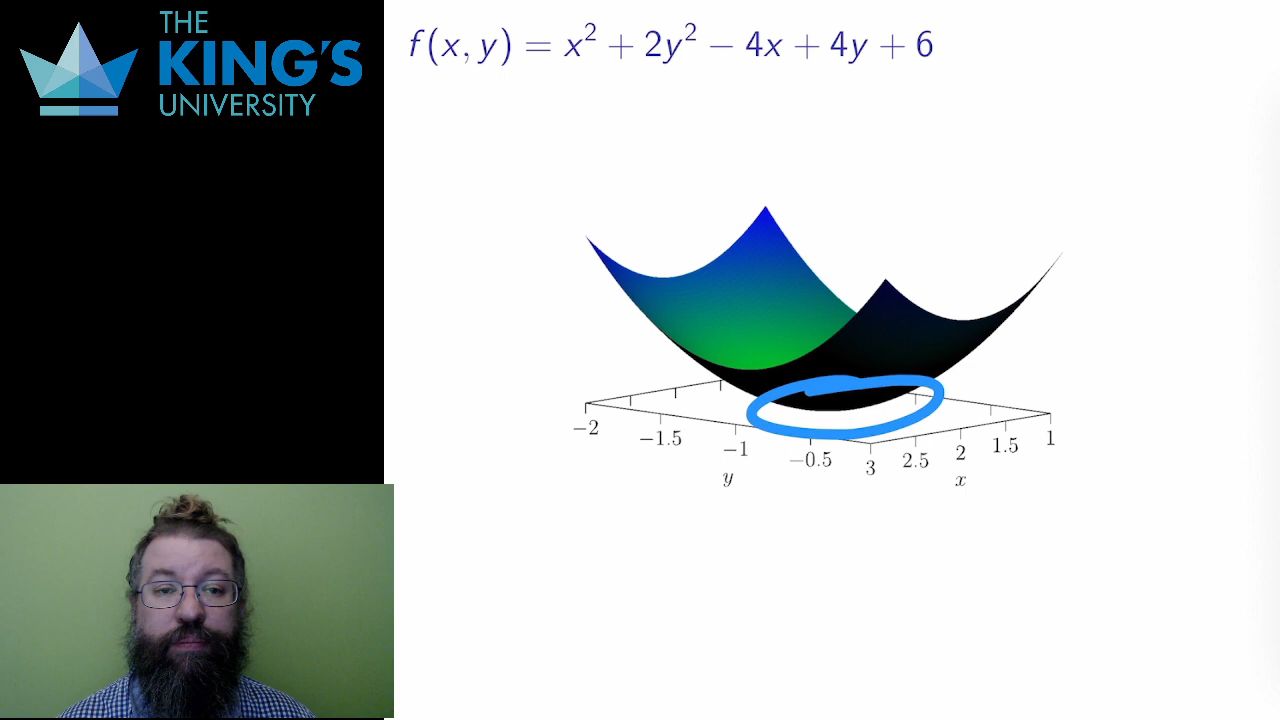 THE
KING'S
UNIVERSITY
f(x, y) = x² + 2y² − 4x + 4y + 6
−2
−1.5
−1
−0.5
3
2.5
2
1.5
1
y
x